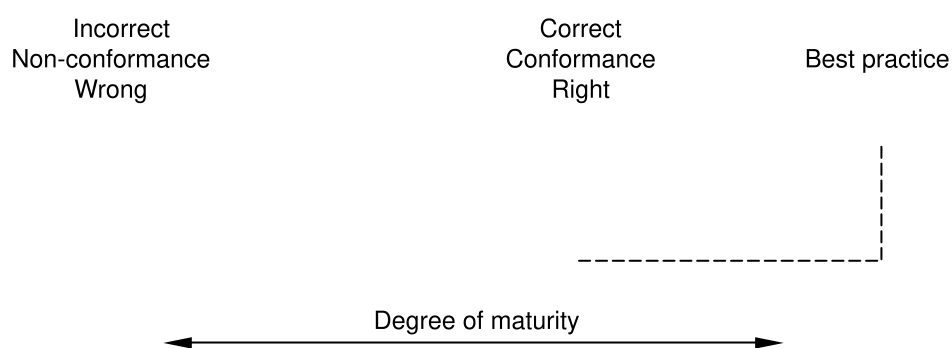 Incorrect
Non-conformance
Wrong
Correct
Conformance
Right
Best practice
Degree of maturity